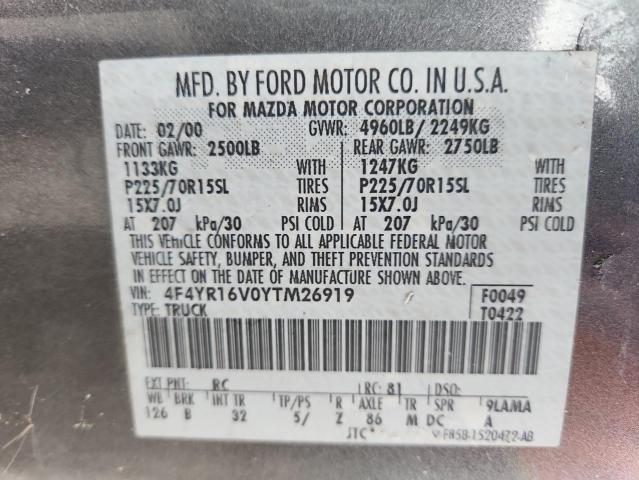 MFD. BY FORD MOTOR CO. IN U.S.A.
FOR MAZDA MOTOR CORPORATION
DATE: 02/00 GVWR: 4960LB/ 2249KG
FRONT GAWR: 2500LB REAR GAWR: 2750LB
1133KG WITH 1247KG WITH
P225/70R15SL TIRES P225/70R15SL TIRES
15X7.0J RIMS 15X7.0J RIMS
AT 207 kPa/30 PSI COLD AT 207 kPa/30 PSI COLD
THIS VEHICLE CONFORMS TO ALL APPLICABLE FEDERAL MOTOR
VEHICLE SAFETY, BUMPER, AND THEFT PREVENTION STANDARDS
IN EFFECT ON THE DATE OF MANUFACTURE SHOWN ABOVE.
VIN: 4F4YR16V0YTM26919 F0049
TYPE: TRUCK T0422
EXT PNT: RC RC: 81 DSO:
WB BRK INT TR TP/PS R AXLE TR SPR 9LAMA
126 B 32 5/ Z 86 M DC A
JTC F85B-1520472-AB